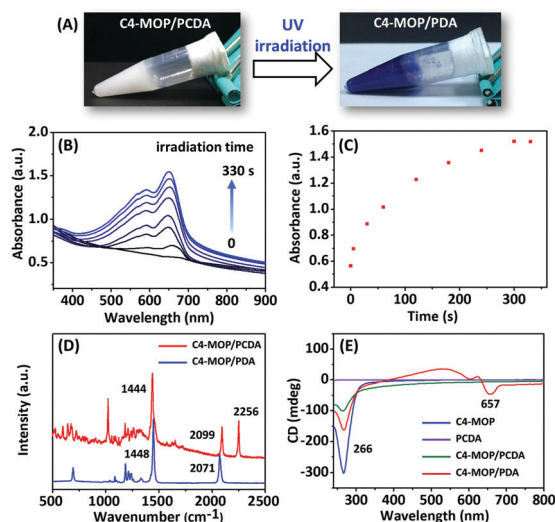 (A)
C4-MOP/PCDA
UV
irradiation
C4-MOP/PDA
(B)
irradiation time
330 s
0
2.0
1.5
1.0
0.5
Absorbance (a.u.)
400 500 600 700 800 900
Wavelength (nm)
(C)
1.6
1.4
1.2
1.0
0.8
0.6
0.4
Absorbance (a.u.)
0 100 200 300
Time (s)
(D)
C4-MOP/PCDA
C4-MOP/PDA
1444
2256
2099
1448
2071
Intensity (a.u.)
500 1000 1500 2000 2500
Wavenumber (cm-1)
(E)
100
0
-100
-200
-300
-400
CD (mdeg)
657
266
C4-MOP
PCDA
C4-MOP/PCDA
C4-MOP/PDA
300 400 500 600 700 800
Wavelength (nm)